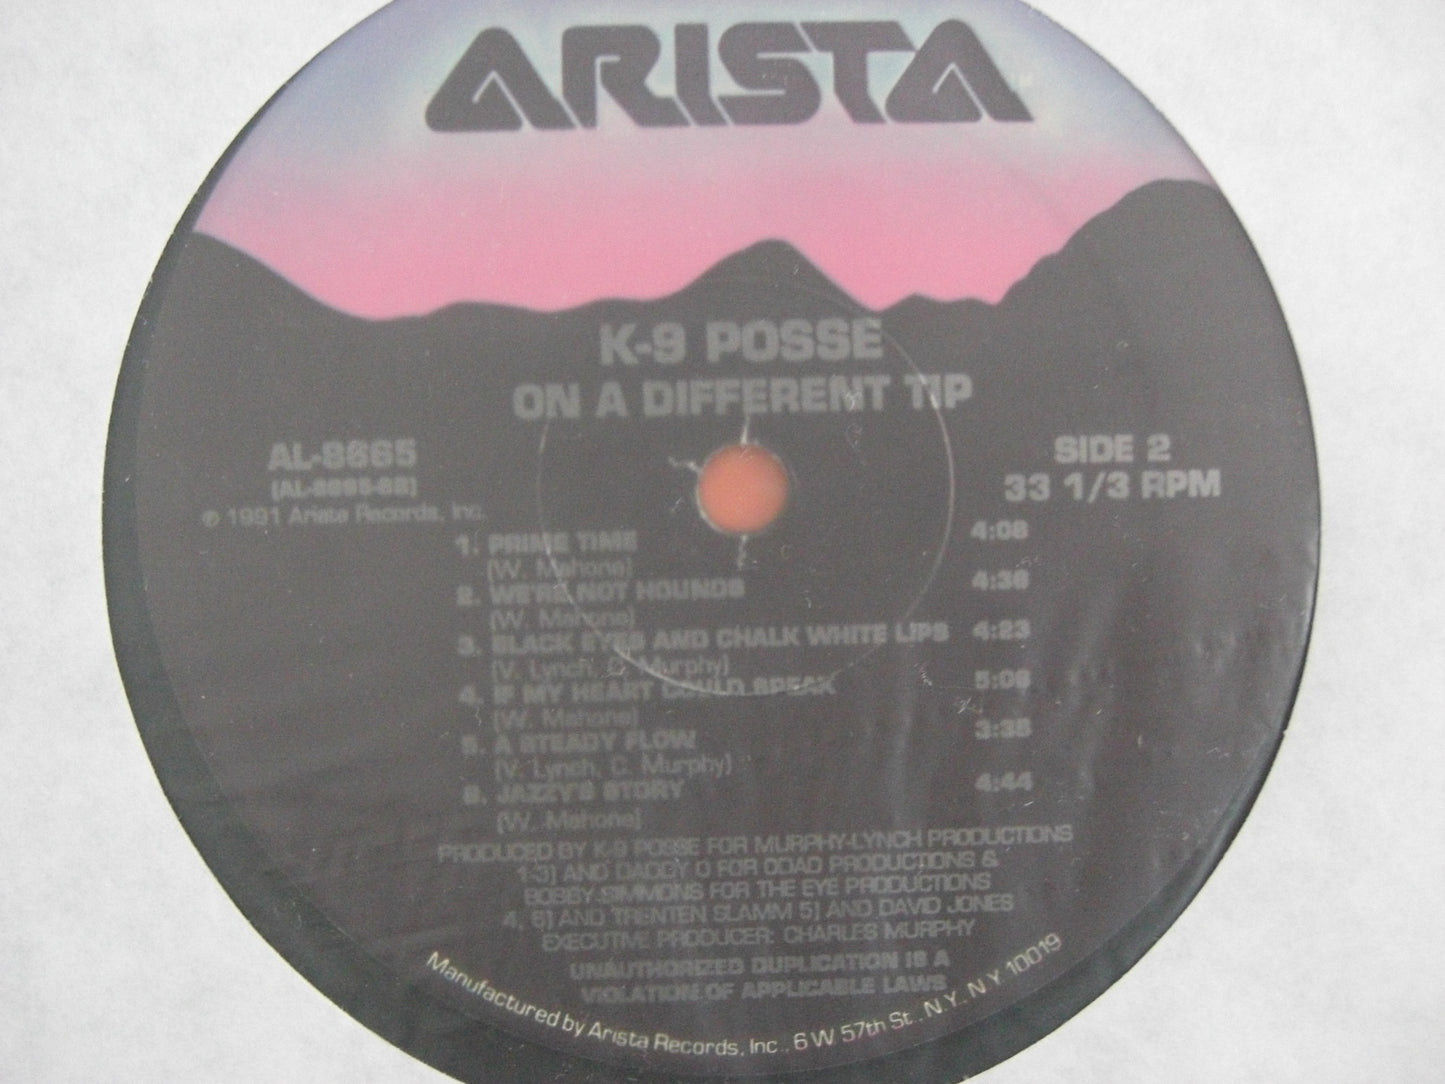 ARISTA
K-9 POSSE
ON A DIFFERENT TIP
AL-8665
SIDE 2
33 1/3 RPM
℗ 1991 Arista Records, Inc.
1. PRIME TIME 4:08
(W. Mahone)
2. WE'RE NOT HOUNDS 4:36
(W. Mahone)
3. BLACK EYES AND CHALK WHITE LIPS 4:23
(V. Lynch, C. Murphy)
4. IF MY HEART COULD SPEAK 5:08
(W. Mahone)
5. A STEADY FLOW 3:38
(V. Lynch, C. Murphy)
6. JAZZY'S STORY 4:44
(W. Mahone)
PRODUCED BY K-9 POSSE FOR MURPHY-LYNCH PRODUCTIONS
1-3) AND DADDY O FOR ODAD PRODUCTIONS &
BOBBY SIMMONS FOR THE EYE PRODUCTIONS
4, 6) AND TRENTEN SLAMM 5) AND DAVID JONES
EXECUTIVE PRODUCER: CHARLES MURPHY
UNAUTHORIZED DUPLICATION IS A
VIOLATION OF APPLICABLE LAWS
Manufactured by Arista Records, Inc., 6 W 57th St., N.Y. N.Y. 10019